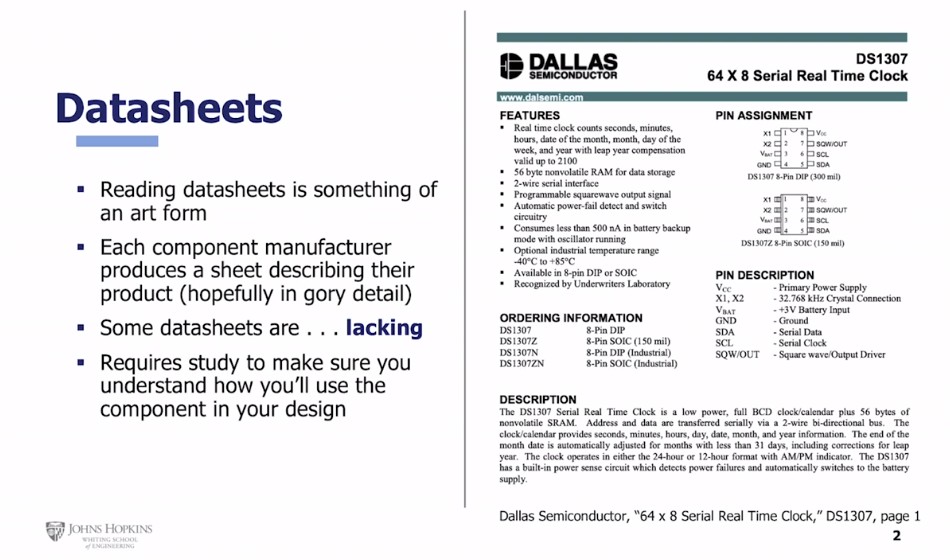 Datasheets
▪ Reading datasheets is something of
an art form
▪ Each component manufacturer
produces a sheet describing their
product (hopefully in gory detail)
▪ Some datasheets are . . . lacking
▪ Requires study to make sure you
understand how you'll use the
component in your design
JOHNS HOPKINS
WHITING SCHOOL
of ENGINEERING
DALLAS
SEMICONDUCTOR
DS1307
64 X 8 Serial Real Time Clock
www.dalsemi.com
FEATURES
▪ Real time clock counts seconds, minutes,
hours, date of the month, month, day of the
week, and year with leap year compensation
valid up to 2100
▪ 56 byte nonvolatile RAM for data storage
▪ 2-wire serial interface
▪ Programmable squarewave output signal
▪ Automatic power-fail detect and switch
circuitry
▪ Consumes less than 500 nA in battery backup
mode with oscillator running
▪ Optional industrial temperature range
-40°C to +85°C
▪ Available in 8-pin DIP or SOIC
▪ Recognized by Underwriters Laboratory
ORDERING INFORMATION
DS1307 8-Pin DIP
DS1307Z 8-Pin SOIC (150 mil)
DS1307N 8-Pin DIP (Industrial)
DS1307ZN 8-Pin SOIC (Industrial)
PIN ASSIGNMENT
X1 1 8 VCC
X2 2 7 SQW/OUT
VBAT 3 6 SCL
GND 4 5 SDA
DS1307 8-Pin DIP (300 mil)
X1 1 8 VCC
X2 2 7 SQW/OUT
VBAT 3 6 SCL
GND 4 5 SDA
DS1307Z 8-Pin SOIC (150 mil)
PIN DESCRIPTION
VCC - Primary Power Supply
X1, X2 - 32.768 kHz Crystal Connection
VBAT - +3V Battery Input
GND - Ground
SDA - Serial Data
SCL - Serial Clock
SQW/OUT - Square wave/Output Driver
DESCRIPTION
The DS1307 Serial Real Time Clock is a low power, full BCD clock/calendar plus 56 bytes of
nonvolatile SRAM. Address and data are transferred serially via a 2-wire bi-directional bus. The
clock/calendar provides seconds, minutes, hours, day, date, month, and year information. The end of the
month date is automatically adjusted for months with less than 31 days, including corrections for leap
year. The clock operates in either the 24-hour or 12-hour format with AM/PM indicator. The DS1307
has a built-in power sense circuit which detects power failures and automatically switches to the battery
supply.
Dallas Semiconductor, "64 x 8 Serial Real Time Clock," DS1307, page 1
2